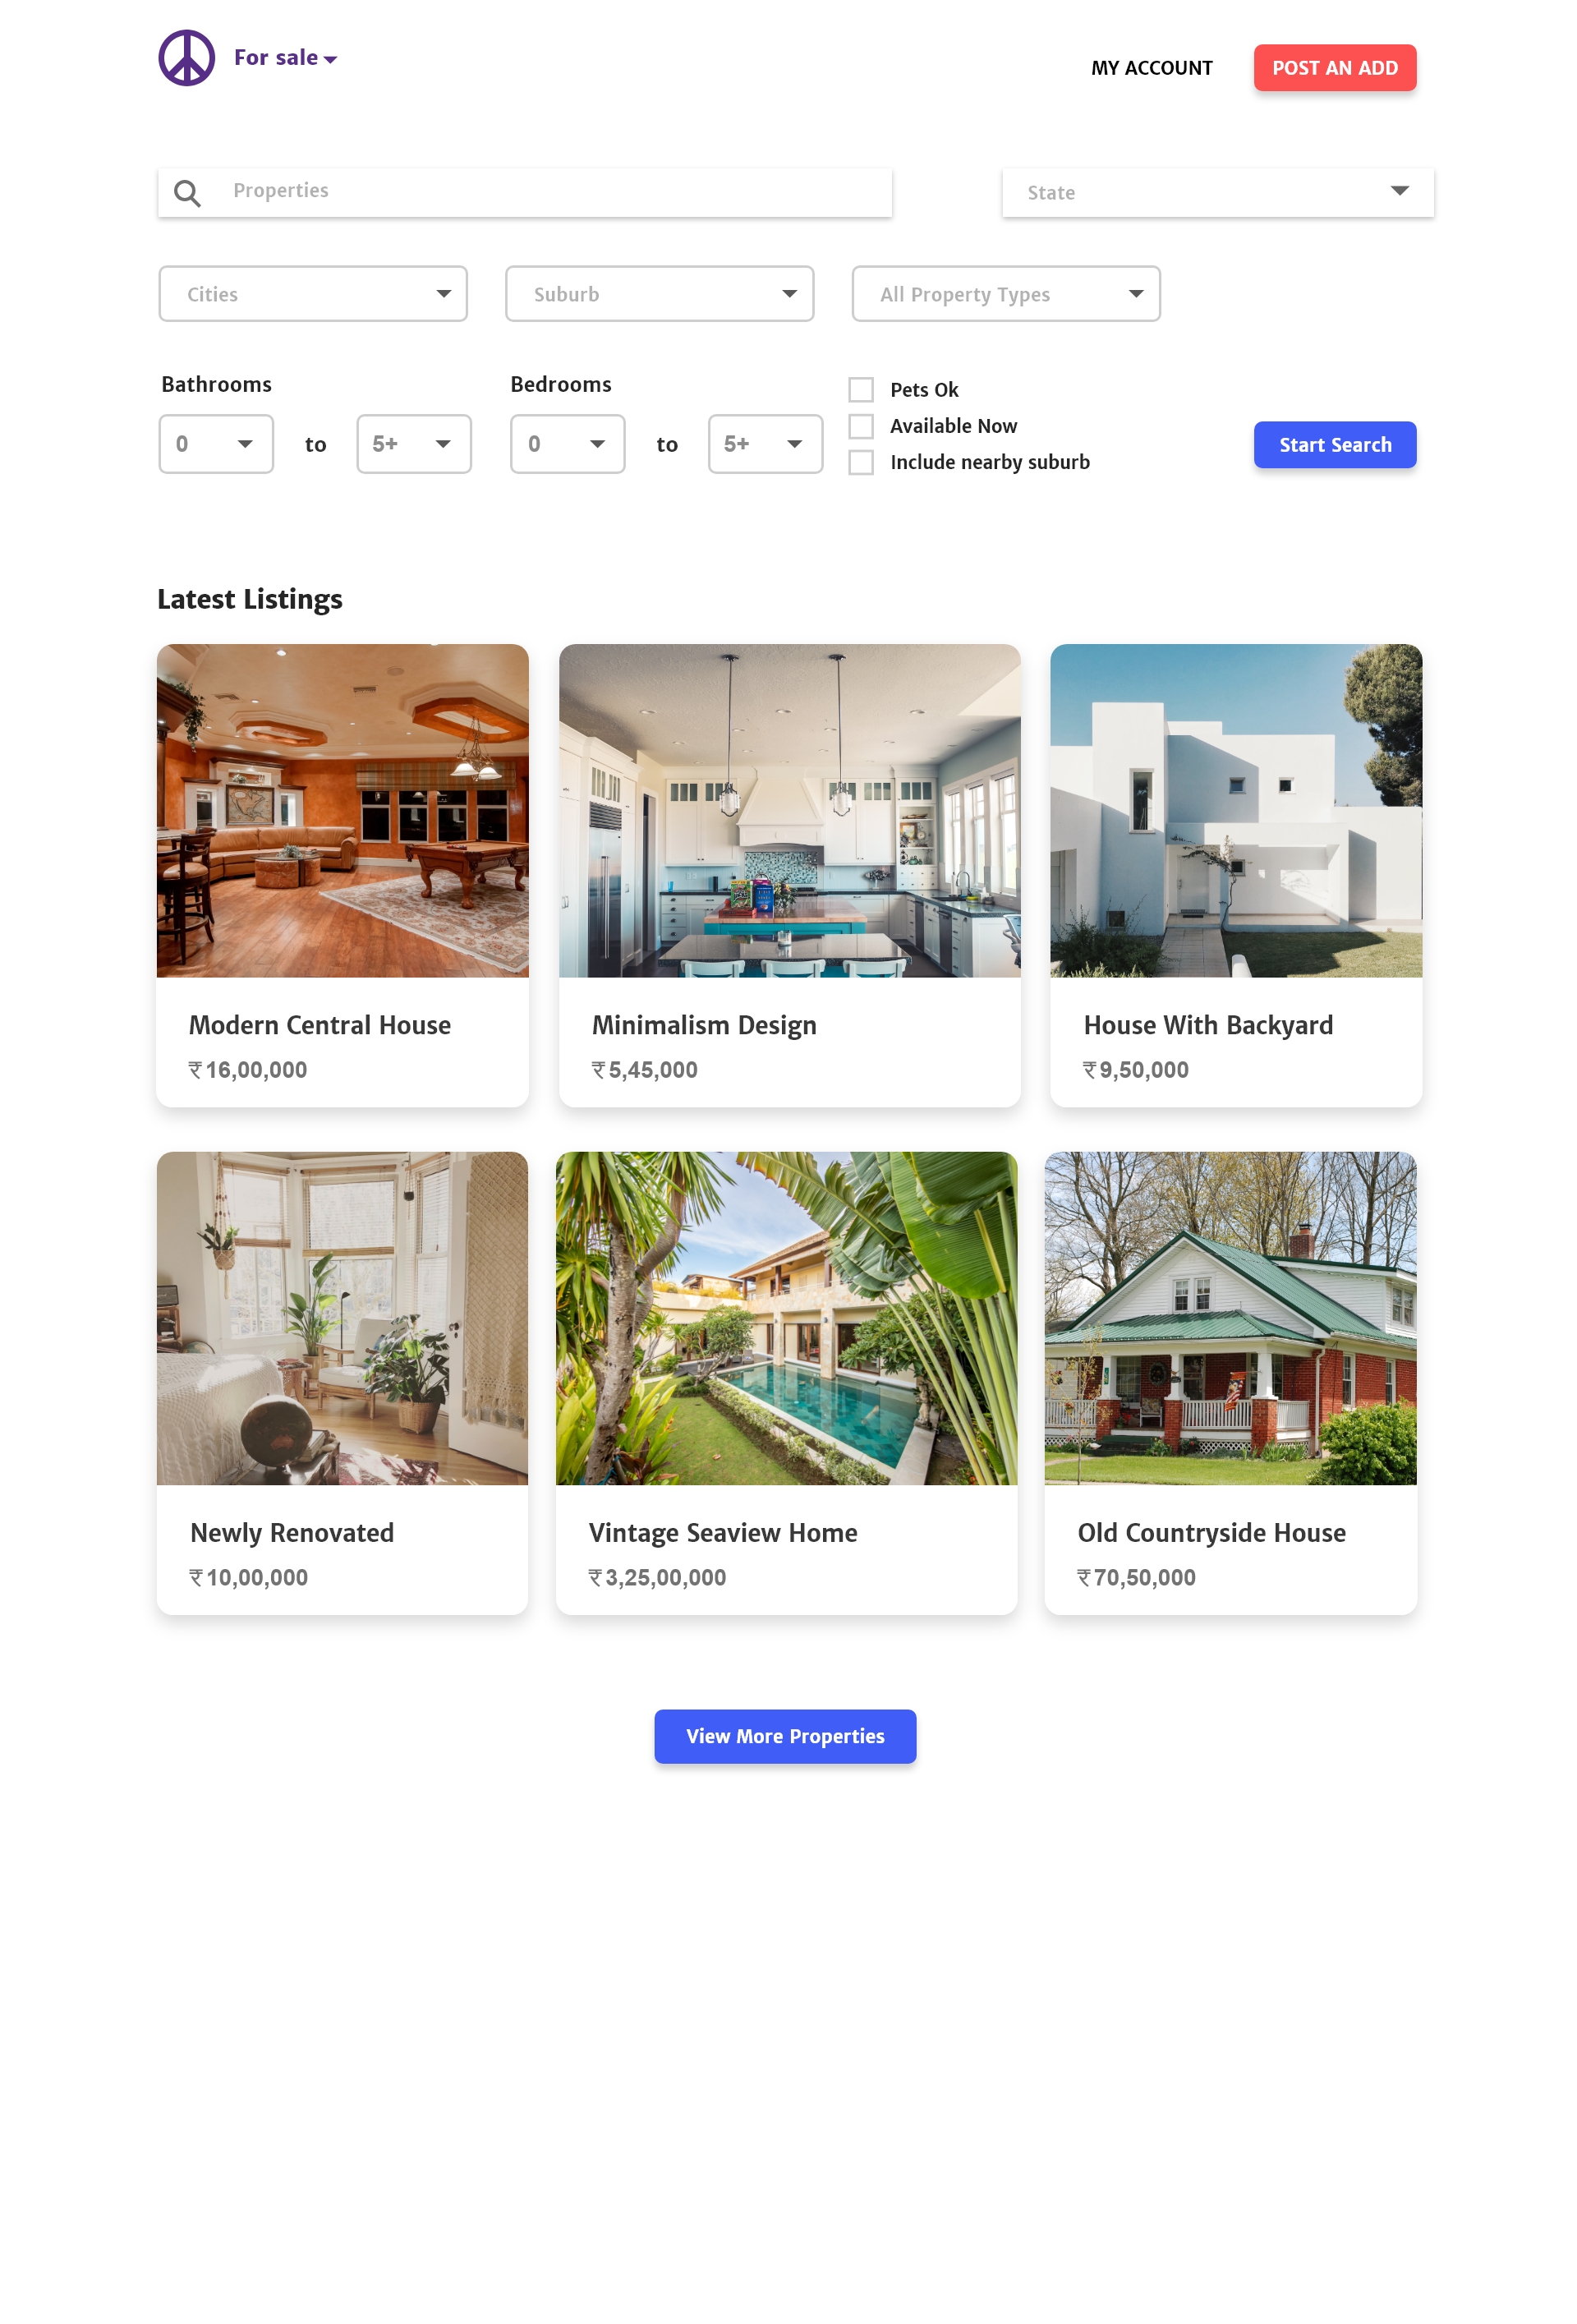 For sale
MY ACCOUNT
POST AN ADD
Properties
State
Cities
Suburb
All Property Types
Bathrooms
Bedrooms
0 to 5+
0 to 5+
Pets Ok
Available Now
Include nearby suburb
Start Search
Latest Listings
Modern Central House
₹16,00,000
Minimalism Design
₹5,45,000
House With Backyard
₹9,50,000
Newly Renovated
₹10,00,000
Vintage Seaview Home
₹3,25,00,000
Old Countryside House
₹70,50,000
View More Properties